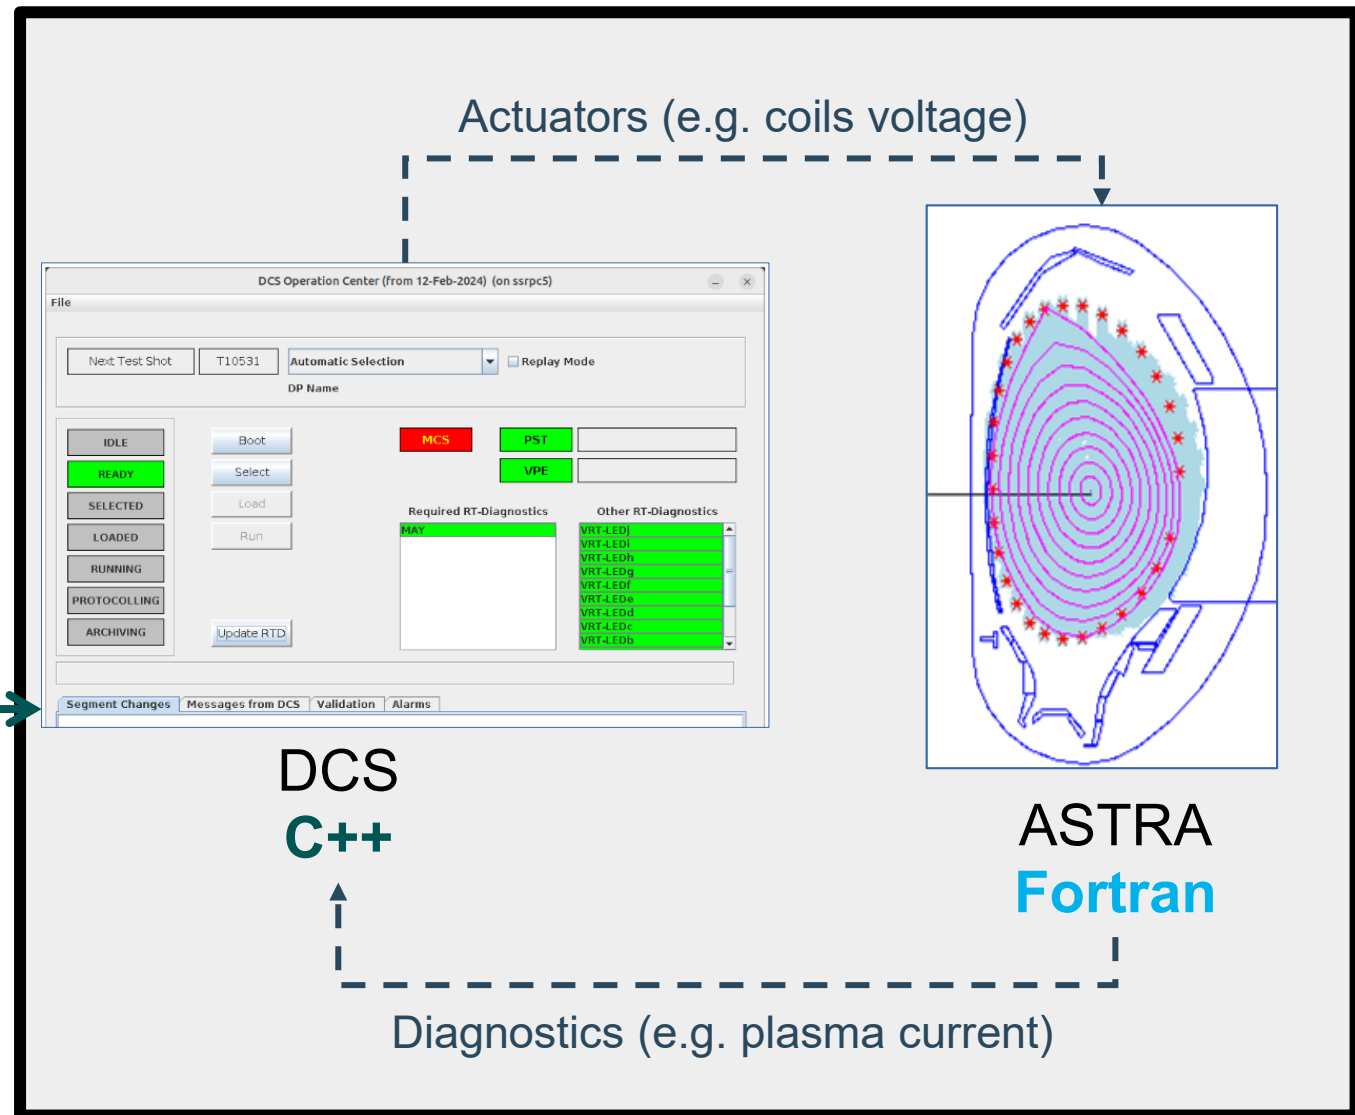 Actuators (e.g. coils voltage)
DCS Operation Center (from 12-Feb-2024) (on ssrpc5)
File
Next Test Shot T10531 Automatic Selection Replay Mode
DP Name
IDLE Boot MCS PST
READY Select VPE
SELECTED Load
Required RT-Diagnostics Other RT-Diagnostics
LOADED Run MAY VRT-LEDj
VRT-LEDi
VRT-LEDh
RUNNING VRT-LEDg
VRT-LEDf
PROTOCOLLING VRT-LEDe
VRT-LEDd
ARCHIVING Update RTD VRT-LEDc
VRT-LEDb
Segment Changes Messages from DCS Validation Alarms
DCS
C++
ASTRA
Fortran
Diagnostics (e.g. plasma current)